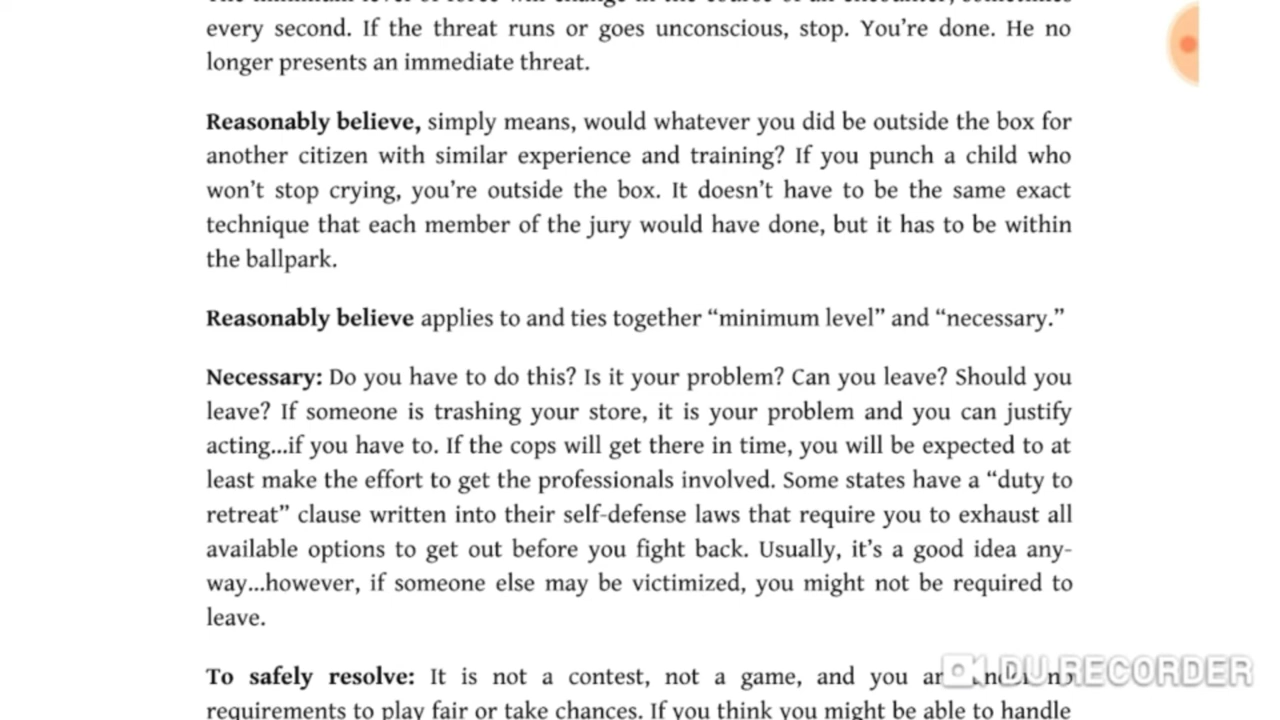 every second. If the threat runs or goes unconscious, stop. You’re done. He no
longer presents an immediate threat.
Reasonably believe, simply means, would whatever you did be outside the box for
another citizen with similar experience and training? If you punch a child who
won’t stop crying, you’re outside the box. It doesn’t have to be the same exact
technique that each member of the jury would have done, but it has to be within
the ballpark.
Reasonably believe applies to and ties together “minimum level” and “necessary.”
Necessary: Do you have to do this? Is it your problem? Can you leave? Should you
leave? If someone is trashing your store, it is your problem and you can justify
acting...if you have to. If the cops will get there in time, you will be expected to at
least make the effort to get the professionals involved. Some states have a “duty to
retreat” clause written into their self-defense laws that require you to exhaust all
available options to get out before you fight back. Usually, it’s a good idea any-
way...however, if someone else may be victimized, you might not be required to
leave.
To safely resolve: It is not a contest, not a game, and you
requirements to play fair or take chances. If you think you might be able to handle
DU RECORDER